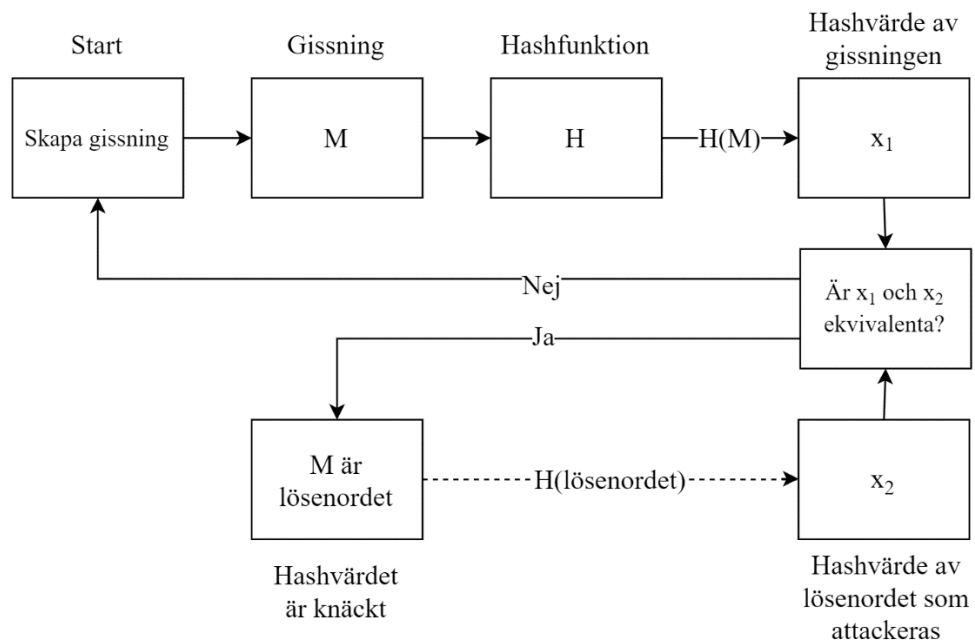 Start
Gissning
Hashfunktion
Hashvärde av
gissningen
Skapa gissning
M
H
H(M)
x₁
Nej
Är x₁ och x₂
ekvivalenta?
Ja
M är
lösenordet
H(lösenordet)
x₂
Hashvärdet
är knäckt
Hashvärde av
lösenordet som
attackeras